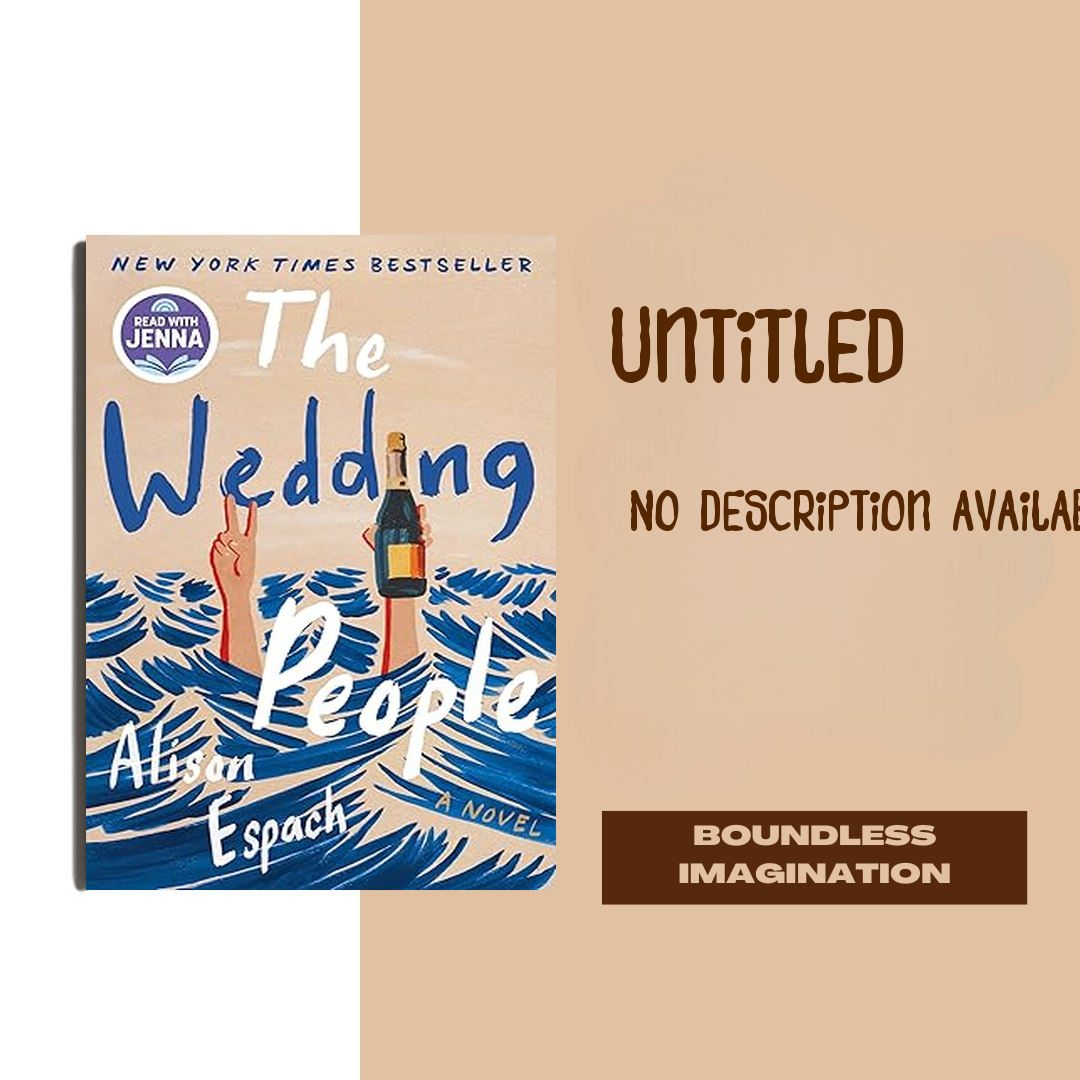 NEW YORK TIMES BESTSELLER
READ WITH
JENNA
The
Wedding
People
Alison
Espach
A NOVEL
UNTITLED
NO DESCRIPTION AVAILAB
BOUNDLESS
IMAGINATION